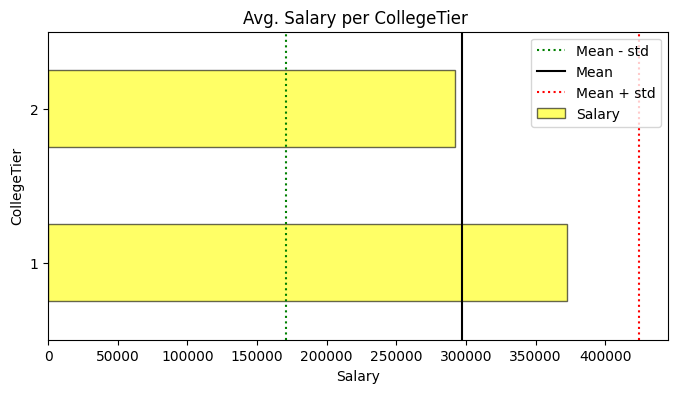 Avg. Salary per CollegeTier
Mean - std
Mean
Mean + std
Salary
CollegeTier
2
1
0 50000 100000 150000 200000 250000 300000 350000 400000
Salary